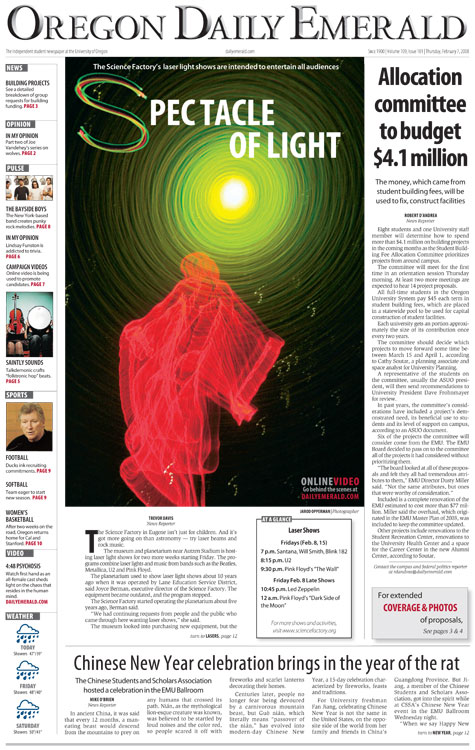 OREGON DAILY EMERALD
The independent student newspaper at the University of Oregon
dailyemerald.com
Since 1900 | Volume 109, Issue 101 | Thursday, February 7, 2008
NEWS
BUILDING PROJECTS
See a detailed
breakdown of group
requests for building
funding. PAGE 3
OPINION
IN MY OPINION
Part two of Joe
Vandehey's series on
wolves. PAGE 2
PULSE
THE BAYSIDE BOYS
The New York-based
band creates punky
rock melodies. PAGE 8
IN MY OPINION
Lindsay Funston is
addicted to trivia.
PAGE 6
CAMPAIGN VIDEOS
Online video is being
used to promote
candidates. PAGE 7
SAINTLY SOUNDS
Talkdemonic crafts
"folktronic hop" beats.
PAGE 5
SPORTS
FOOTBALL
Ducks ink recruiting
commitments. PAGE 9
SOFTBALL
Team eager to start
new season. PAGE 9
WOMEN'S
BASKETBALL
After two weeks on
the road, Oregon returns
home for Cal and
Stanford. PAGE 10
VIDEO
4:48 PSYCHOSIS
Watch first-hand as an
all-female cast sheds
light on the chaos that
resides in the human
mind.
DAILYEMERALD.COM
WEATHER
TODAY
Showers
FRIDAY
Showers
SATURDAY
Showers
The Science Factory's laser light shows are intended to entertain all audiences
SPECTACLE
OF LIGHT
ONLINE VIDEO
Go behind the scenes at
DAILYEMERALD.COM
JAROD OPPERMAN | Photographer
TREVOR DAVIS
News Reporter
The Science Factory in Eugene isn't just for children. And it's
got more going on than astronomy — try laser beams and
rock music.
The museum and planetarium near Autzen Stadium is host-
ing laser light shows for two more weeks starting Friday. The pro-
grams combine laser lights and music from bands such as the Beatles,
Metallica, U2 and Pink Floyd.
The planetarium used to show laser light shows about 10 years
ago when it was operated by Lane Education Service District,
said Joyce Berman, executive director of the Science Factory. The
equipment became outdated, and the program stopped.
The Science Factory started operating the planetarium about five
years ago, Berman said.
"We had continuing requests from people and the public who
came through here wanting laser shows," she said.
The museum looked into purchasing new equipment, but the
turn to LASERS, page 12
AT A GLANCE
Laser Shows
Fridays (Feb. 8, 15)
7 p.m. Santana, Will Smith, Blink 182
8:15 p.m. U2
9:30 p.m. Pink Floyd's "The Wall"
Friday Feb. 8 Late Shows
10:45 p.m. Led Zeppelin
12 a.m. Pink Floyd's "Dark Side of
the Moon"
For more shows and activities,
visit www.sciencefactory.org
Allocation
committee
to budget
$4.1 million
The money, which came from
student building fees, will be
used to fix, construct facilities
ROBERT D'ANDREA
News Reporter
Eight students and one University staff
member will determine how to spend
more than $4.1 million on building projects
in the coming months as the Student Build-
ing Fee Allocation Committee prioritizes
projects from around campus.
The committee will meet for the first
time in an orientation session Thursday
morning. At least two more meetings are
expected to hear 14 project proposals.
All full-time students in the Oregon
University System pay $45 each term in
student building fees, which are placed
in a statewide pool to be used for capital
construction of student facilities.
Each university gets an portion approxi-
mately the size of its contribution once
every two years.
The committee should decide which
projects to move forward some time be-
tween March 15 and April 1, according
to Cathy Soutar, a planning associate and
space analyst for University Planning.
A representative of the students on
the committee, usually the ASUO presi-
dent, will then send recommendations to
University President Dave Frohnmayer
for review.
In past years, the committee's consid-
erations have included a project's dem-
onstrated need, its beneficial use to stu-
dents and its level of support on campus,
according to an ASUO document.
Six of the projects the committee will
consider come from the EMU. The EMU
Board decided to pass on to the committee
all of the projects it had considered without
prioritizing them.
"The board looked at all of these propos-
als and felt they all had tremendous attri-
butes to them," EMU Director Dusty Miller
said. "Not the same attributes, but ones
that were worthy of consideration."
Included is a complete renovation of the
EMU estimated to cost more than $77 mil-
lion. Miller said the overhaul, which orig-
inated in the EMU Master Plan of 2005, was
included to keep the committee updated.
Other projects include renovations to the
Student Recreation Center, renovations to
the University Health Center and a space
for the Career Center in the new Alumni
Center, according to Soutar.
Contact the campus and federal politics reporter
at rdandrea@dailyemerald.com
For extended
COVERAGE & PHOTOS
of proposals,
See pages 3 & 4
Chinese New Year celebration brings in the year of the rat
The Chinese Students and Scholars Association
hosted a celebration in the EMU Ballroom
MIKE O'BRIEN
News Reporter
In ancient China, it was said
that every 12 months, a man-
eating beast would descend
from the mountains to prey on
any humans that crossed its
path. Nián, as the mythological
lion-esque creature was known,
was believed to be startled by
loud noises and the color red,
so people scared it off with
fireworks and scarlet lanterns
decorating their homes.
Centuries later, people no
longer fear being devoured
by a carnivorous mountain
beast, but Guò nián, which
literally means "passover of
the nián," has evolved into
modern-day Chinese New
Year, a 15-day celebration char-
acterized by fireworks, feasts
and traditions.
For University freshman
Fan Jiang, celebrating Chinese
New Year is not the same in
the United States, on the oppo-
site side of the world from her
family and friends in China's
Guangdong Province. But Ji-
ang, a member of the Chinese
Students and Scholars Asso-
ciation, got into the spirit while
at CSSA's Chinese New Year
event in the EMU Ballroom
Wednesday night.
"When we say Happy New
turn to NEW YEAR, page 12